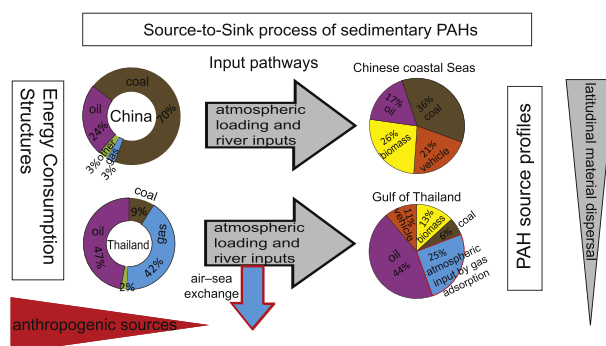 Source-to-Sink process of sedimentary PAHs
Energy Consumption
Structures
coal
70%
oil
24%
China
3%
other
gas
3%
Input pathways
atmospheric
loading and
river inputs
Chinese coastal Seas
17%
oil
36%
coal
26%
biomass
21%
vehicle
PAH source profiles
latitudinal material dispersal
coal
9%
oil
47%
Thailand
gas
42%
2%
atmospheric
loading and
river inputs
air–sea
exchange
Gulf of Thailand
11%
vehicle
13%
biomass
coal
6%
oil
44%
25%
atmospheric
input by gas
adsorption
anthropogenic sources